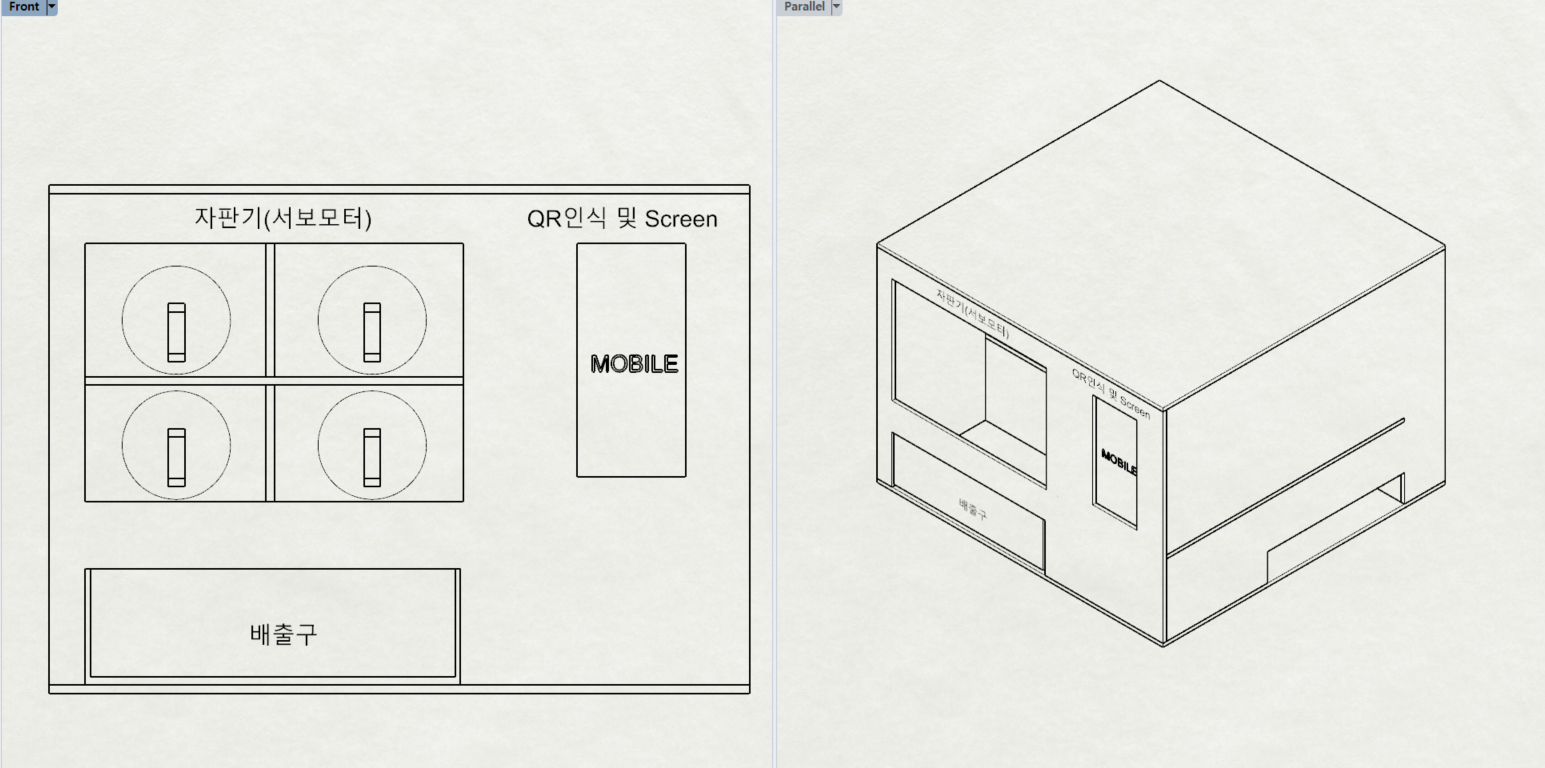 Front
자판기(서보모터)
QR인식 및 Screen
MOBILE
배출구
Parallel
자판기(서보모터)
QR인식 및 Screen
MOBILE
배출구